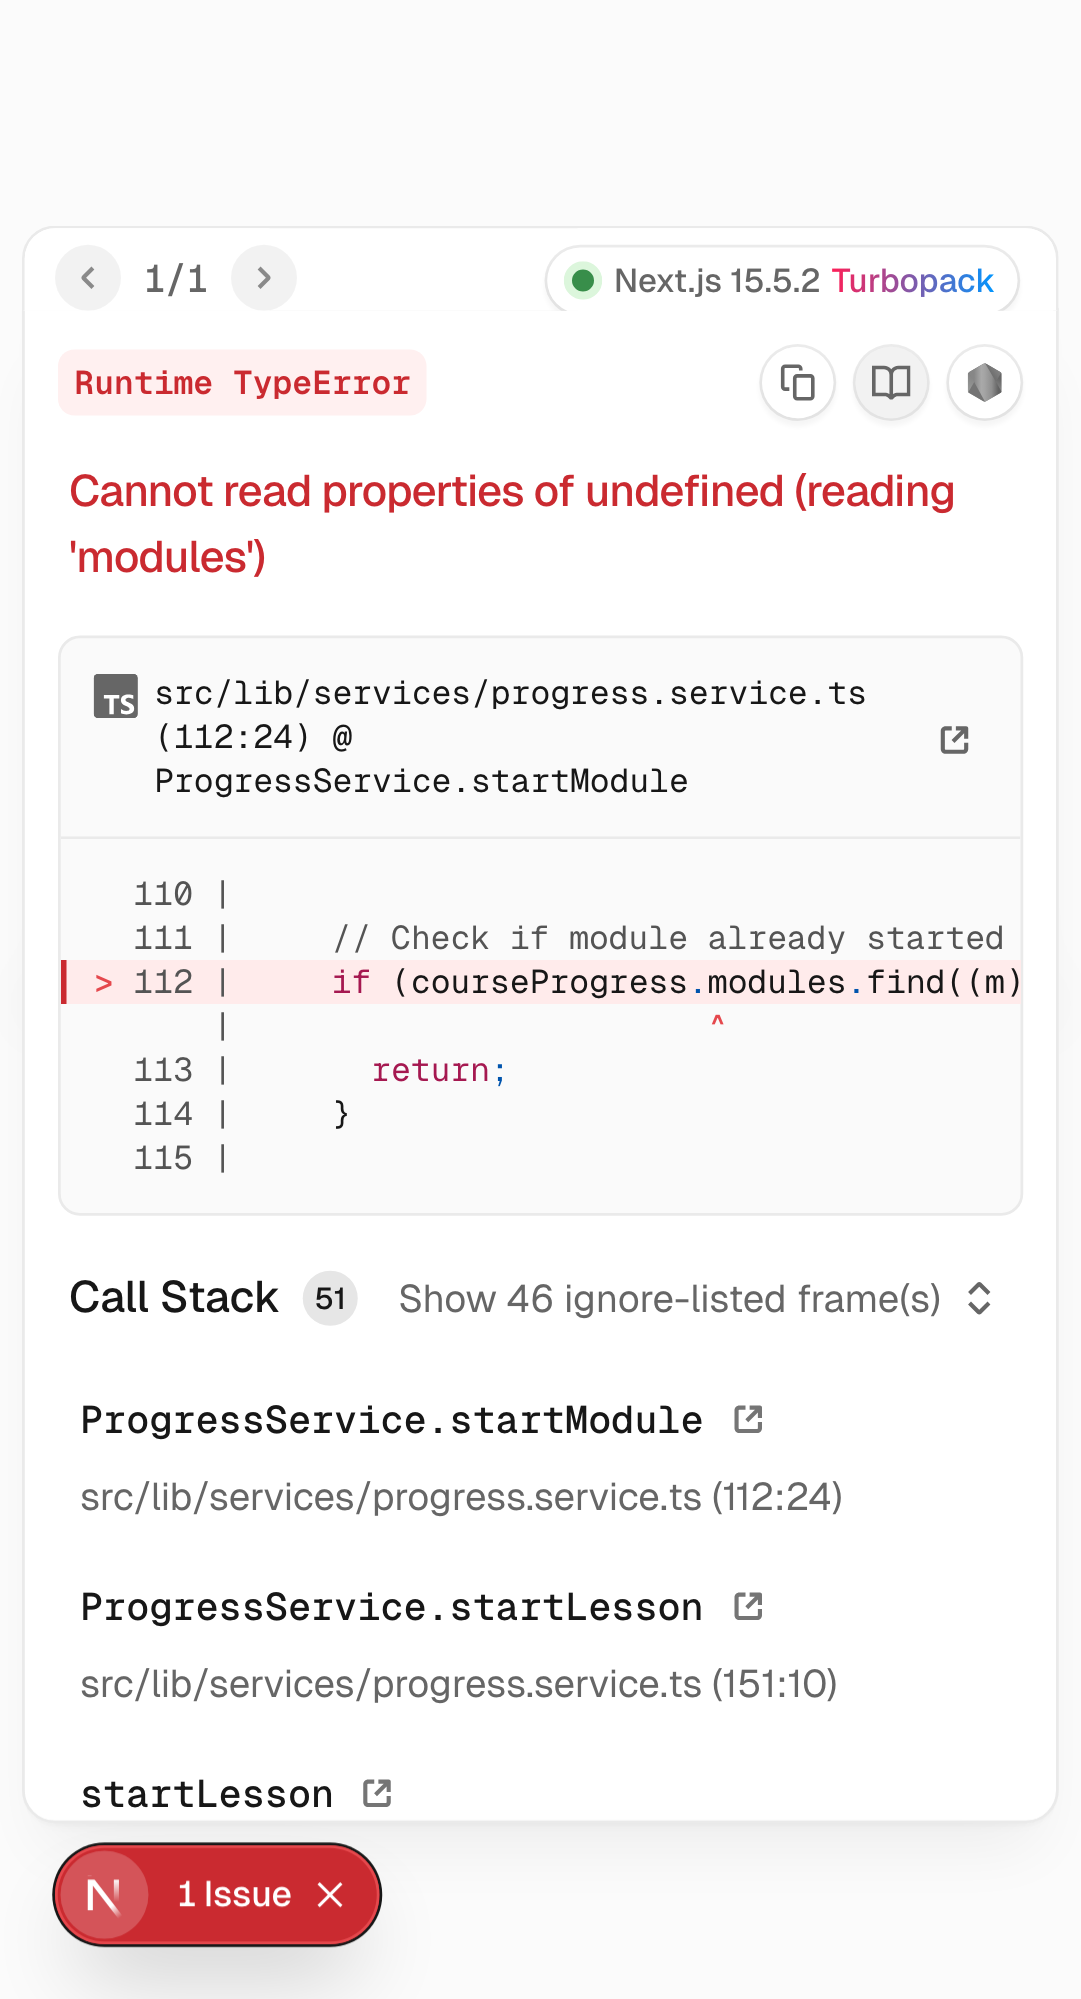 1/1
Next.js 15.5.2 Turbopack
Runtime TypeError
Cannot read properties of undefined (reading
'modules')
TS
src/lib/services/progress.service.ts
(112:24) @
ProgressService.startModule
110 |
111 | // Check if module already started
> 112 | if (courseProgress.modules.find((m)
| ^
113 | return;
114 | }
115 |
Call Stack 51 Show 46 ignore-listed frame(s)
ProgressService.startModule
src/lib/services/progress.service.ts (112:24)
ProgressService.startLesson
src/lib/services/progress.service.ts (151:10)
startLesson
N 1 Issue